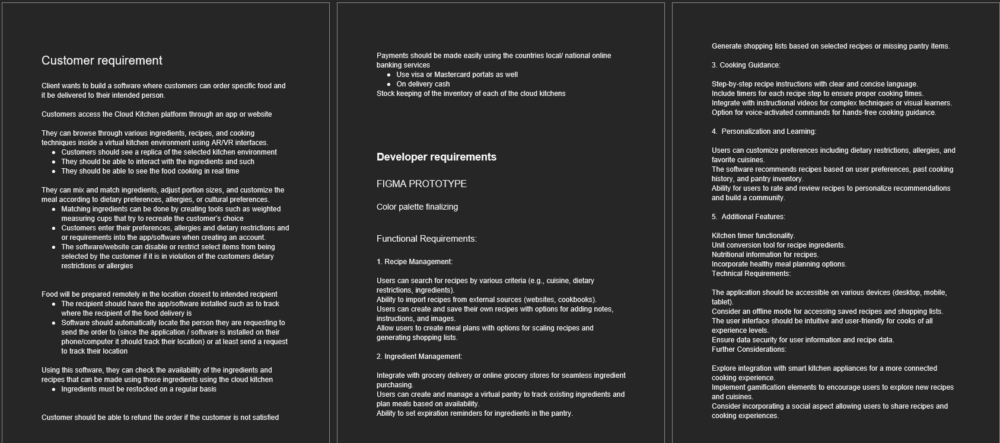 Customer requirement
Client wants to build a software where customers can order specific food and
it be delivered to their intended person.
Customers access the Cloud Kitchen platform through an app or website
They can browse through various ingredients, recipes, and cooking
techniques inside a virtual kitchen environment using AR/VR interfaces.
● Customers should see a replica of the selected kitchen environment
● They should be able to interact with the ingredients and such
● They should be able to see the food cooking in real time
They can mix and match ingredients, adjust portion sizes, and customize the
meal according to dietary preferences, allergies, or cultural preferences.
● Matching ingredients can be done by creating tools such as weighted
measuring cups that try to recreate the customer's choice
● Customers enter their preferences, allergies and dietary restrictions and
or requirements into the app/software when creating an account.
● The software/website can disable or restrict select items from being
selected by the customer if it is in violation of the customers dietary
restrictions or allergies
Food will be prepared remotely in the location closest to intended recipient
● The recipient should have the app/software installed such as to track
where the recipient of the food delivery is
● Software should automatically locate the person they are requesting to
send the order to (since the application / software is installed on their
phone/computer it should track their location) or at least send a request
to track their location
Using this software, they can check the availability of the ingredients and
recipes that can be made using those ingredients using the cloud kitchen
● Ingredients must be restocked on a regular basis
Customer should be able to refund the order if the customer is not satisfied
Payments should be made easily using the countries local/ national online
banking services
● Use visa or Mastercard portals as well
● On delivery cash
Stock keeping of the inventory of each of the cloud kitchens
Developer requirements
FIGMA PROTOTYPE
Color palette finalizing
Functional Requirements:
1. Recipe Management:
Users can search for recipes by various criteria (e.g., cuisine, dietary
restrictions, ingredients).
Ability to import recipes from external sources (websites, cookbooks).
Users can create and save their own recipes with options for adding notes,
instructions, and images.
Allow users to create meal plans with options for scaling recipes and
generating shopping lists.
2. Ingredient Management:
Integrate with grocery delivery or online grocery stores for seamless ingredient
purchasing.
Users can create and manage a virtual pantry to track existing ingredients and
plan meals based on availability.
Ability to set expiration reminders for ingredients in the pantry.
Generate shopping lists based on selected recipes or missing pantry items.
3. Cooking Guidance:
Step-by-step recipe instructions with clear and concise language.
Include timers for each recipe step to ensure proper cooking times.
Integrate with instructional videos for complex techniques or visual learners.
Option for voice-activated commands for hands-free cooking guidance.
4. Personalization and Learning:
Users can customize preferences including dietary restrictions, allergies, and
favorite cuisines.
The software recommends recipes based on user preferences, past cooking
history, and pantry inventory.
Ability for users to rate and review recipes to personalize recommendations
and build a community.
5. Additional Features:
Kitchen timer functionality.
Unit conversion tool for recipe ingredients.
Nutritional information for recipes.
Incorporate healthy meal planning options.
Technical Requirements:
The application should be accessible on various devices (desktop, mobile,
tablet).
Consider an offline mode for accessing saved recipes and shopping lists.
The user interface should be intuitive and user-friendly for cooks of all
experience levels.
Ensure data security for user information and recipe data.
Further Considerations:
Explore integration with smart kitchen appliances for a more connected
cooking experience.
Implement gamification elements to encourage users to explore new recipes
and cuisines.
Consider incorporating a social aspect allowing users to share recipes and
cooking experiences.